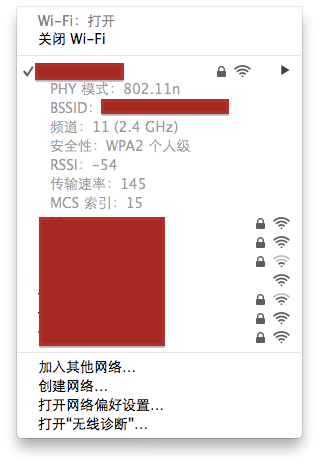 Wi-Fi：打开
关闭 Wi-Fi
PHY 模式：802.11n
BSSID：
频道：11 (2.4 GHz)
安全性：WPA2 个人级
RSSI：-54
传输速率：145
MCS 索引：15
加入其他网络...
创建网络...
打开网络偏好设置...
打开“无线诊断”...